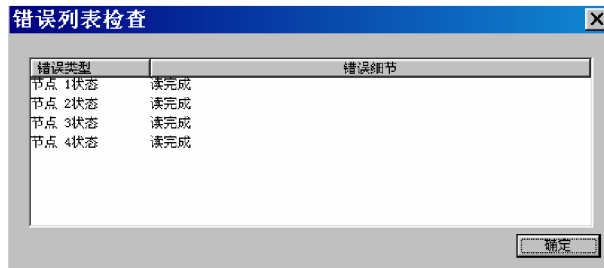 错误列表检查
错误类型 错误细节
节点 1状态 读完成
节点 2状态 读完成
节点 3状态 读完成
节点 4状态 读完成
确定